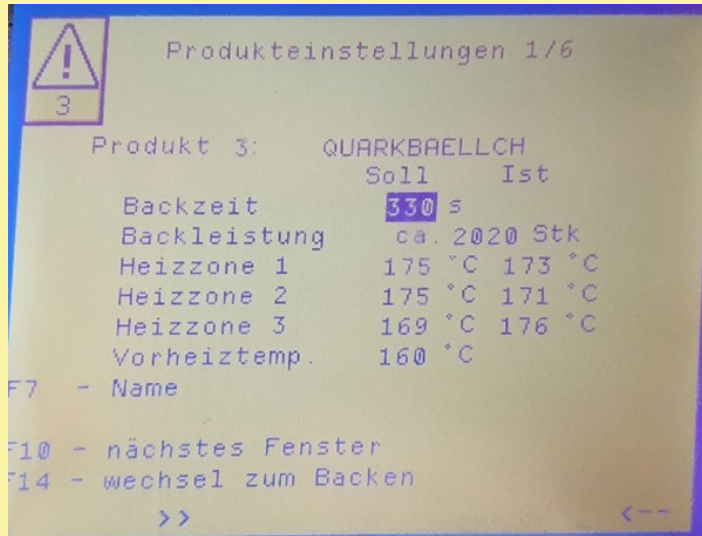 Produkteinstellungen 1/6
3
Produkt 3: QUARKBAELLCH
Soll Ist
Backzeit 330 s
Backleistung ca. 2020 Stk
Heizzone 1 175 °C 173 °C
Heizzone 2 175 °C 171 °C
Heizzone 3 169 °C 176 °C
Vorheiztemp. 160 °C
F7 - Name
F10 - nächstes Fenster
F14 - wechsel zum Backen
>> <--